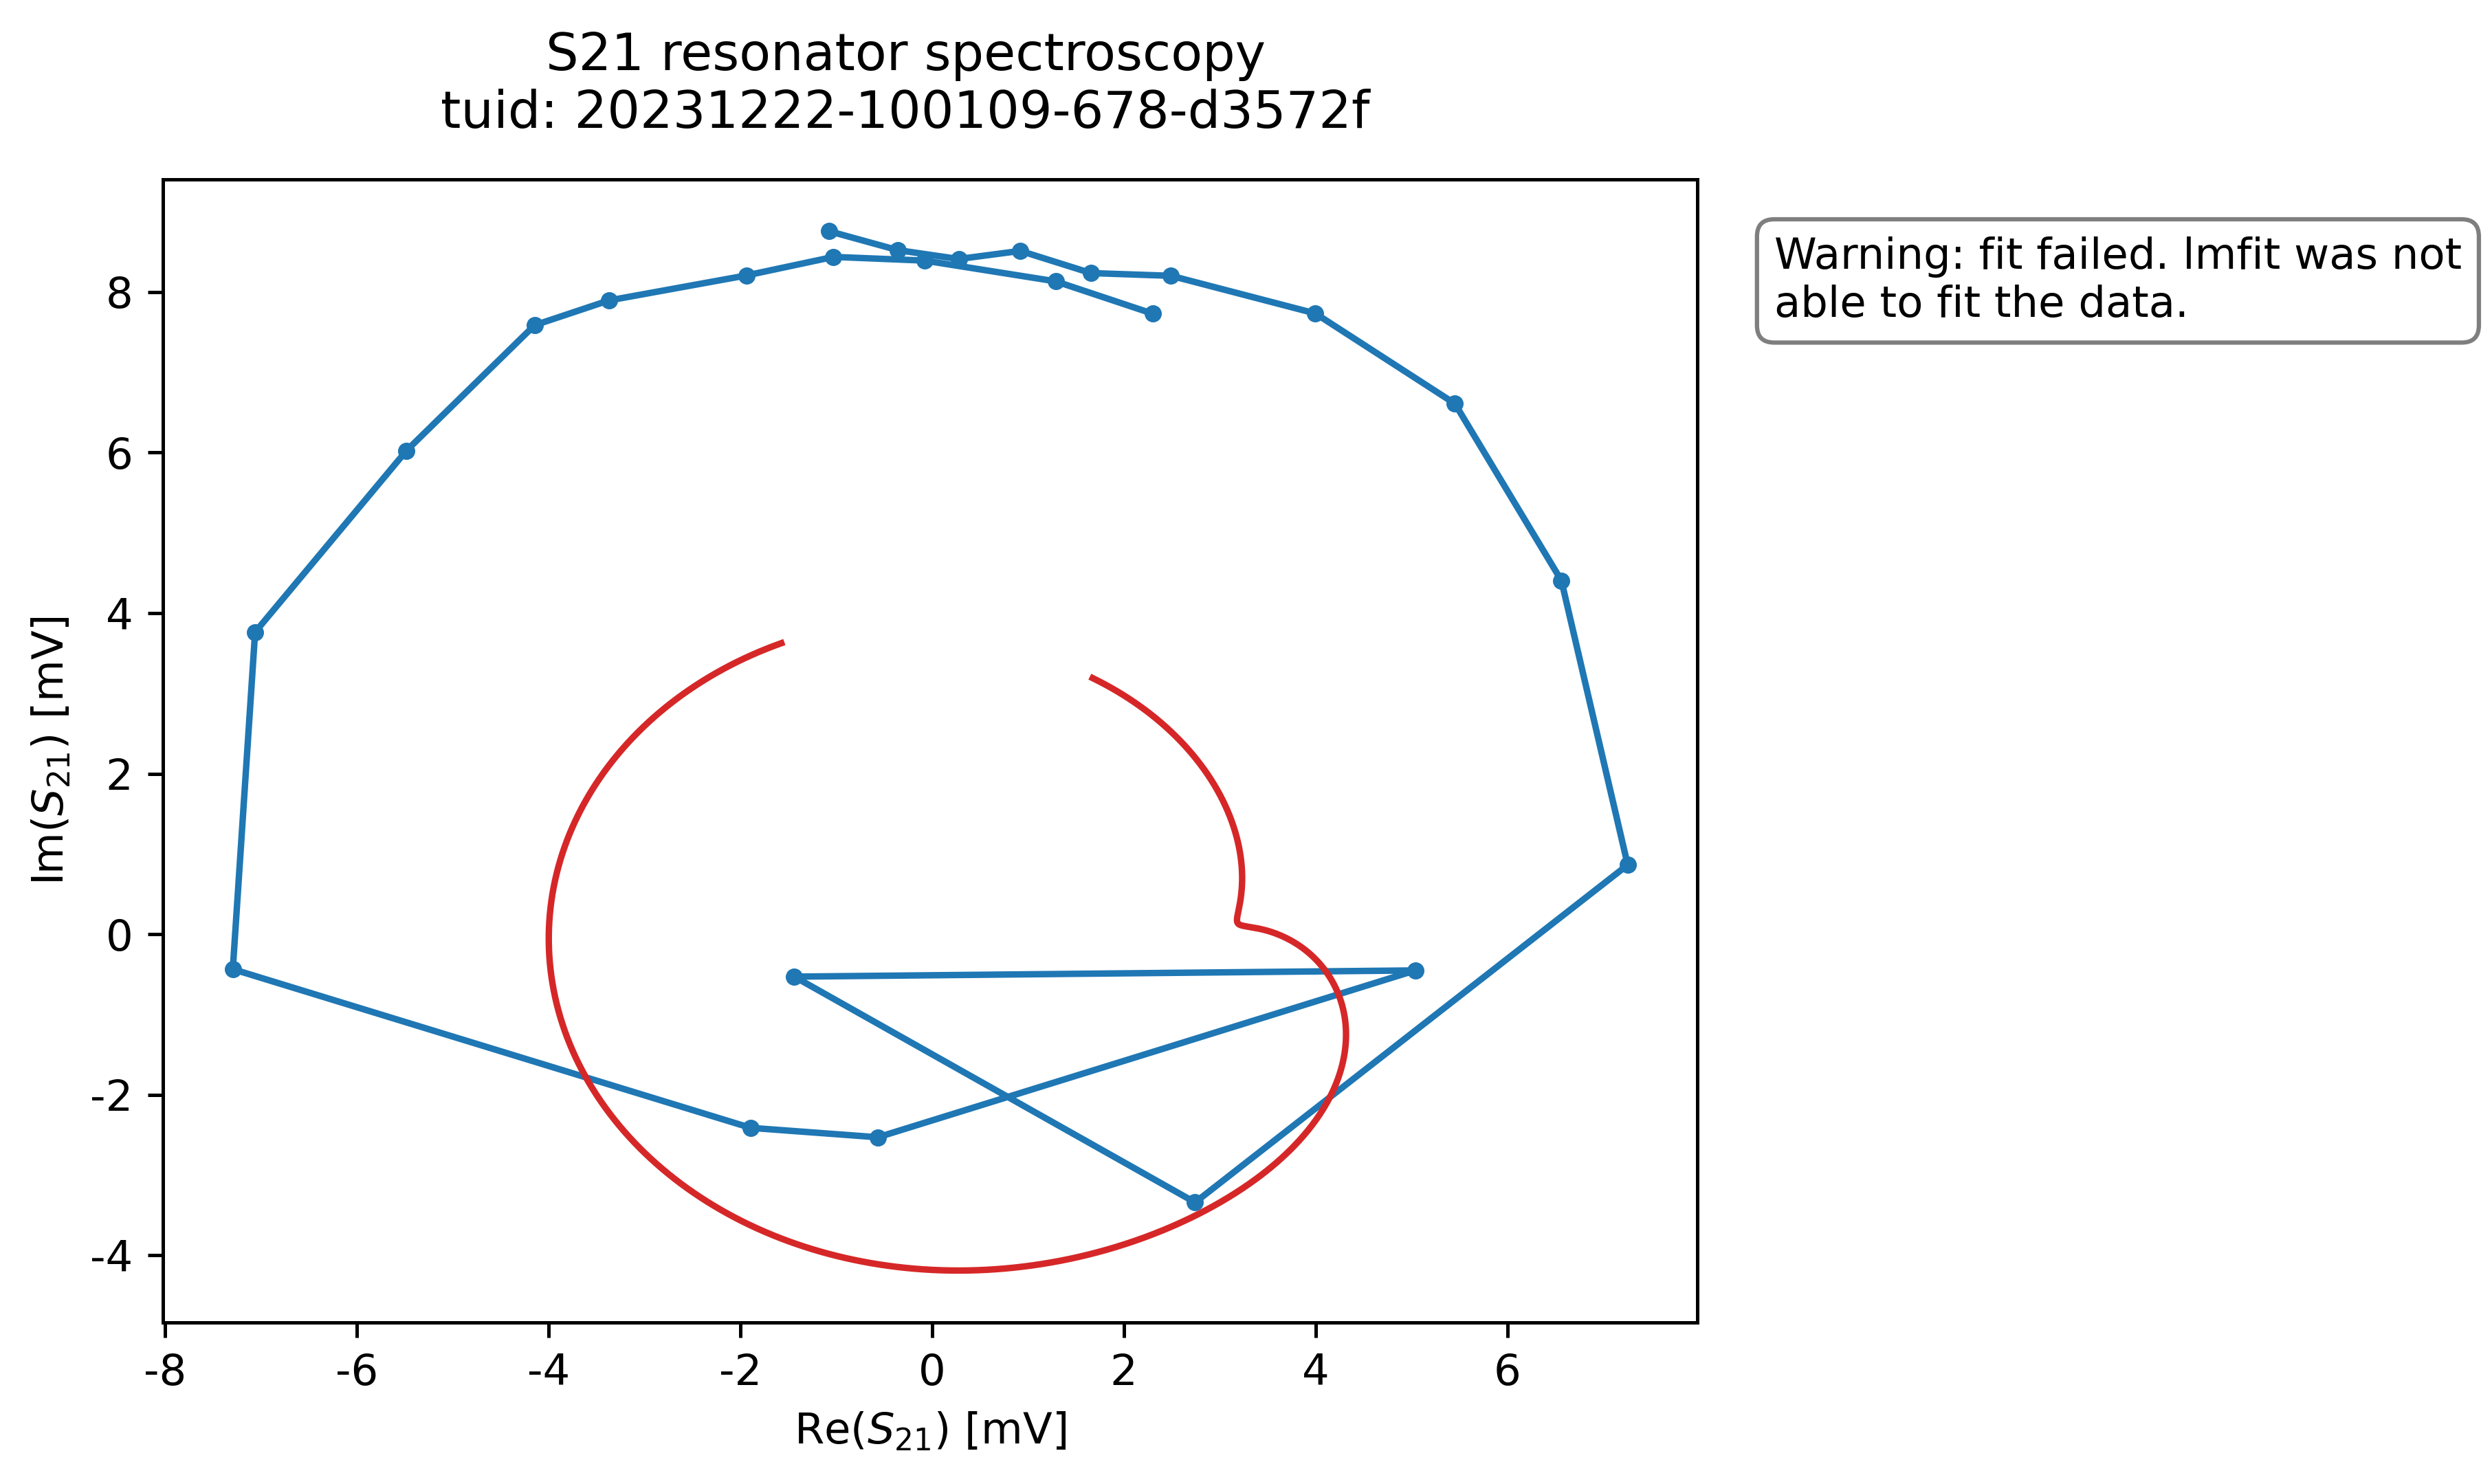 S21 resonator spectroscopy
tuid: 20231222-100109-678-d3572f
Warning: fit failed. lmfit was not
able to fit the data.
Im(S₂₁) [mV]
8
6
4
2
0
-2
-4
-8
-6
-4
-2
0
2
4
6
Re(S₂₁) [mV]